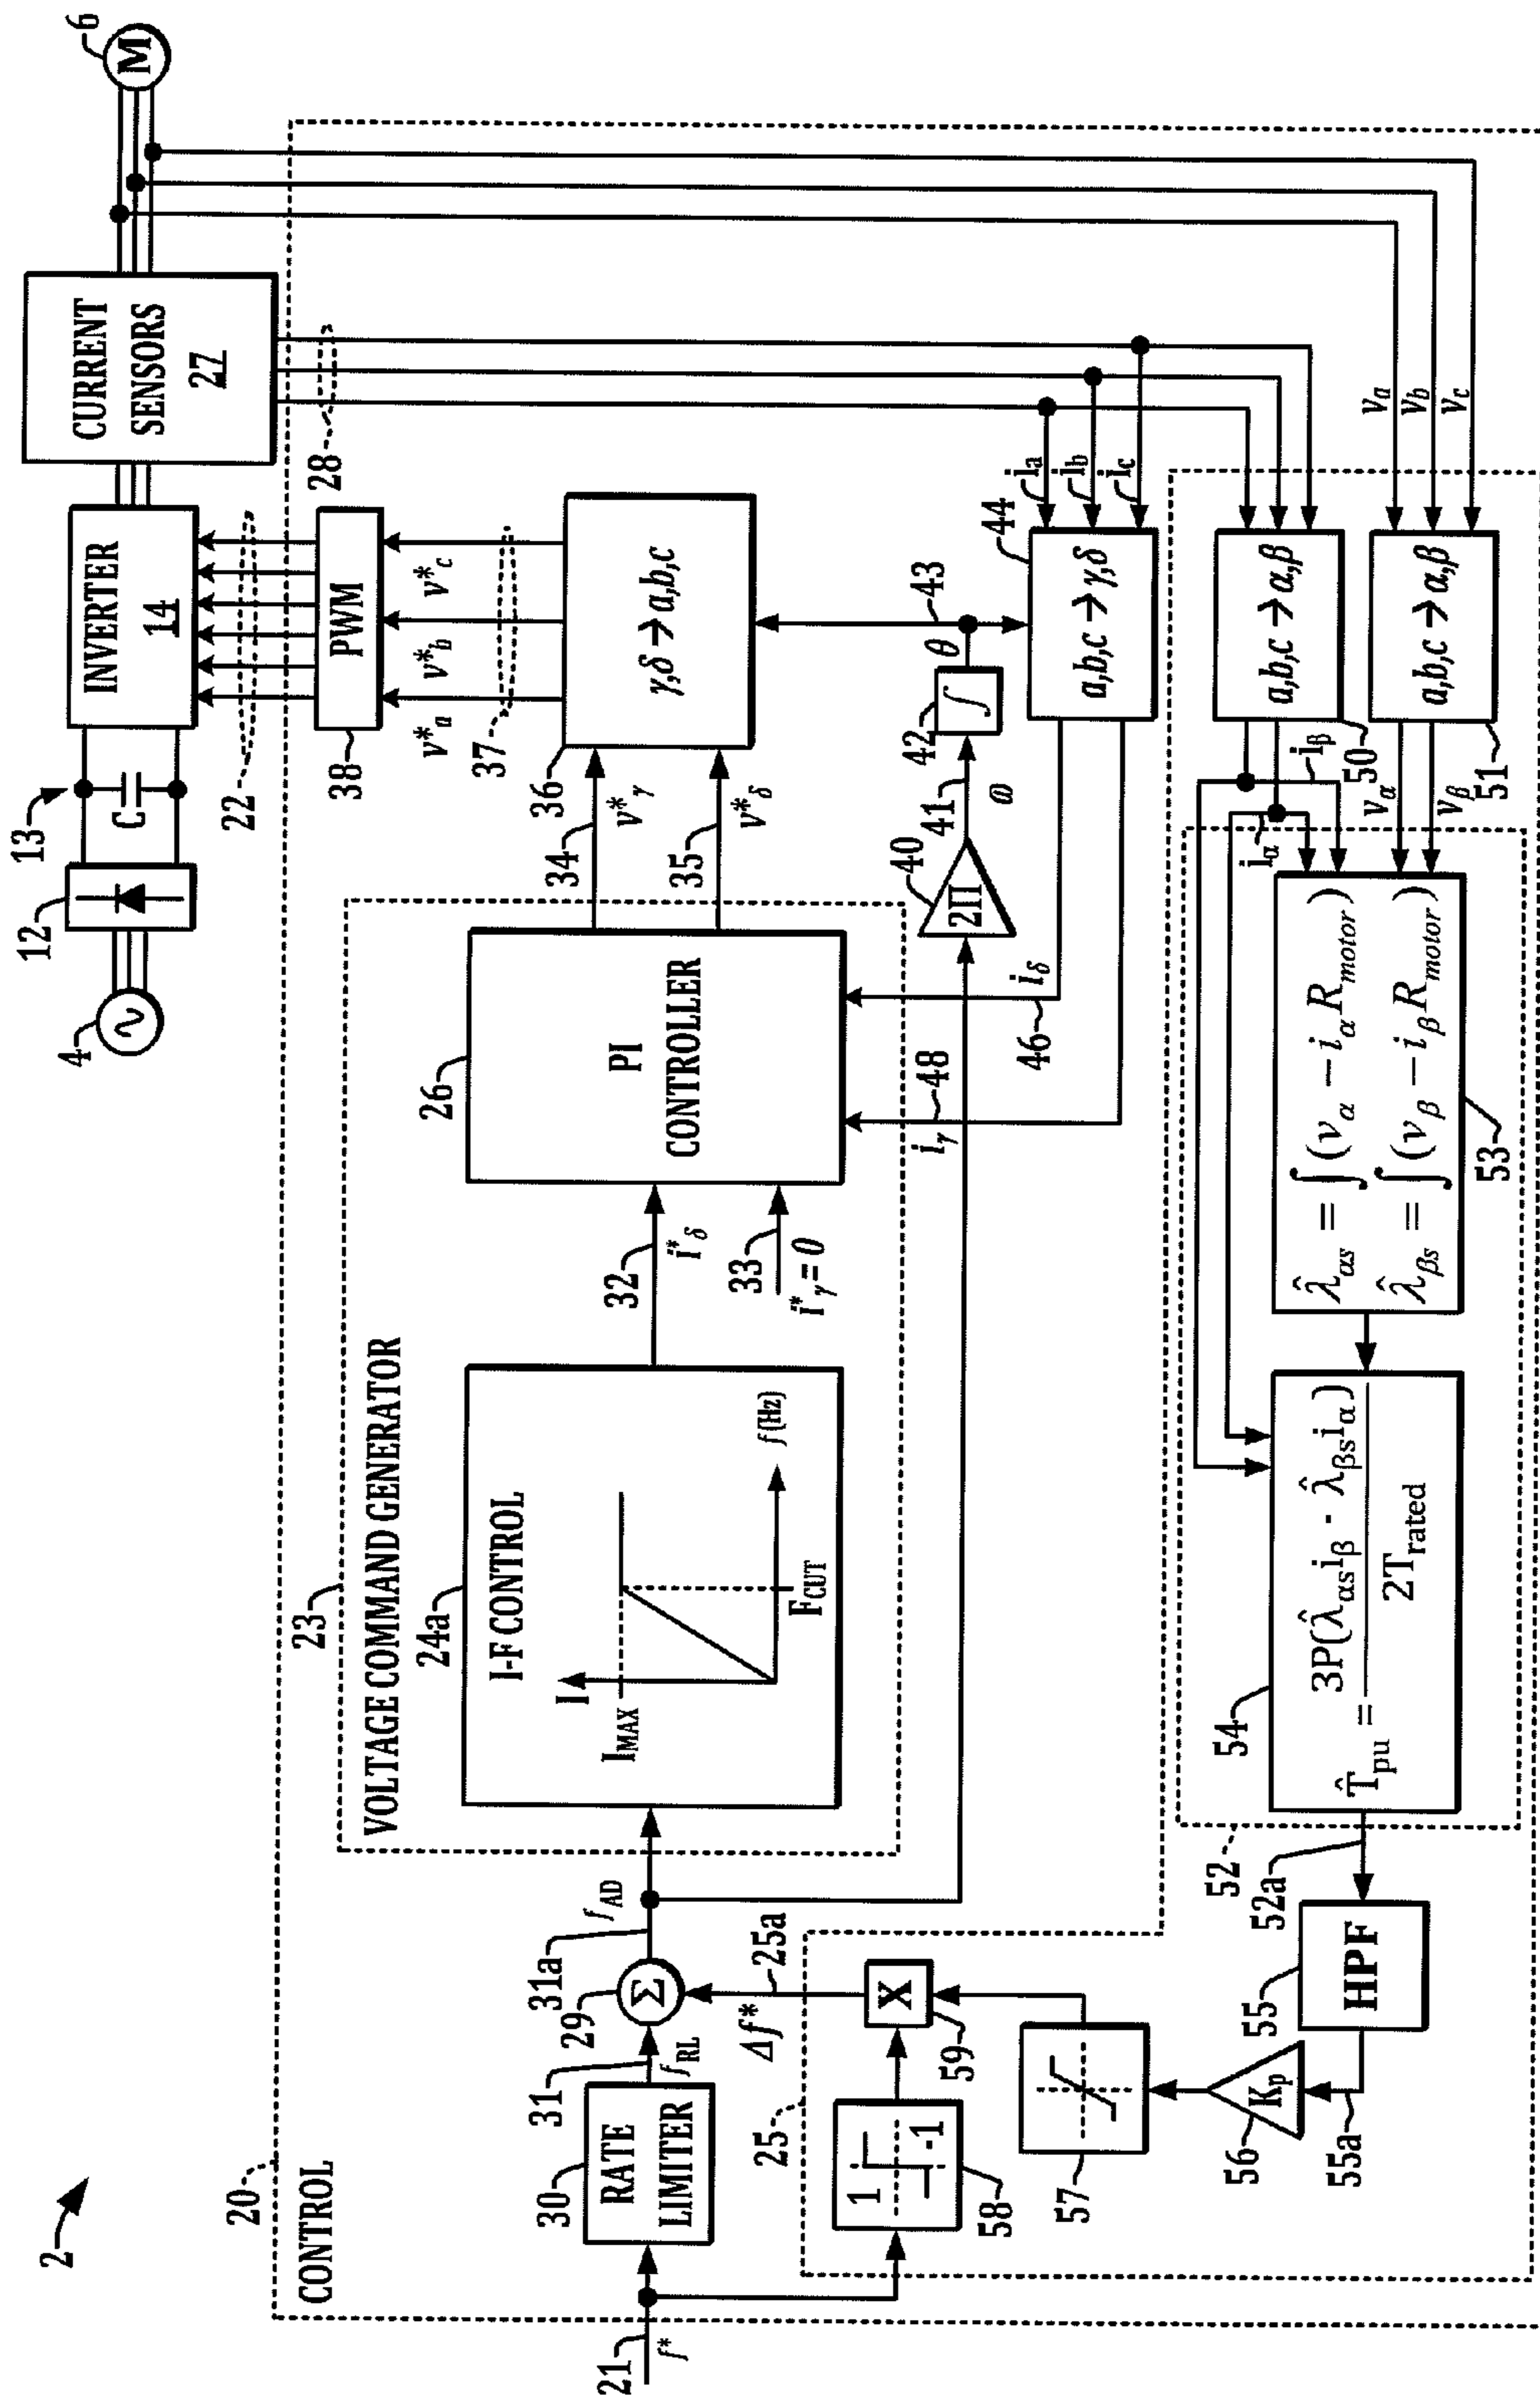 2
4
12
13
C
INVERTER
14
CURRENT
SENSORS
27
M
6
20
CONTROL
22
28
23
VOLTAGE COMMAND GENERATOR
PWM
38
v*a
v*b
v*c
37
21
f*
30
RATE
LIMITER
31
fRL
29
Σ
31a
fAD
24a
I-F CONTROL
I
IMAX
FCUT
f(Hz)
32
i*δ
33
i*γ = 0
26
PI
CONTROLLER
34
v*γ
35
v*δ
36
γ,δ → a,b,c
25
Δf*
25a
X
59
1
-1
58
57
iγ
48
iδ
46
40
2Π
41
ω
42
∫
θ
43
44
a,b,c → γ,δ
ia
ib
ic
56
Kp
55a
55
HPF
52a
52
54
T̂pu = 3P(λ̂αs iβ - λ̂βs iα)
2Trated
λ̂αs = ∫(vα − iα Rmotor)
λ̂βs = ∫(vβ − iβ Rmotor)
53
iα
iβ
vα
vβ
a,b,c → α,β
50
a,b,c → α,β
51
va
vb
vc